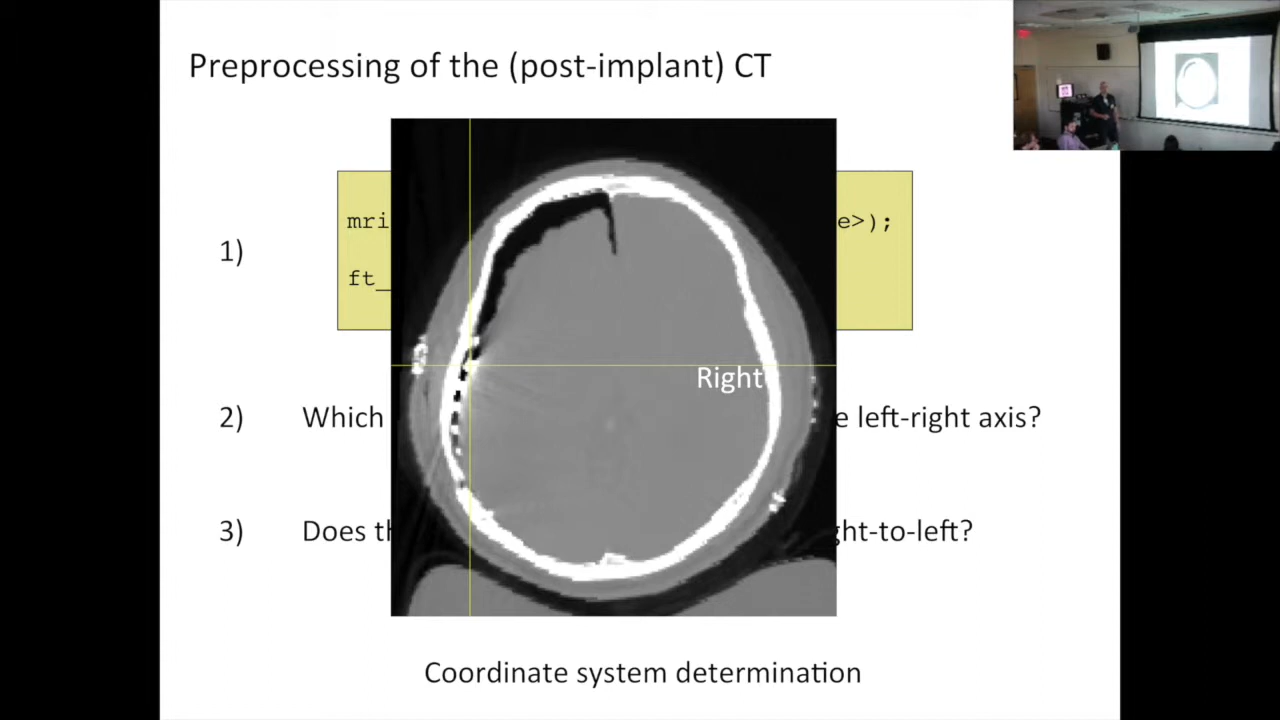 Preprocessing of the (post-implant) CT
1)
mri e>);
ft_
Right
2) Which e left-right axis?
3) Does th ght-to-left?
Coordinate system determination